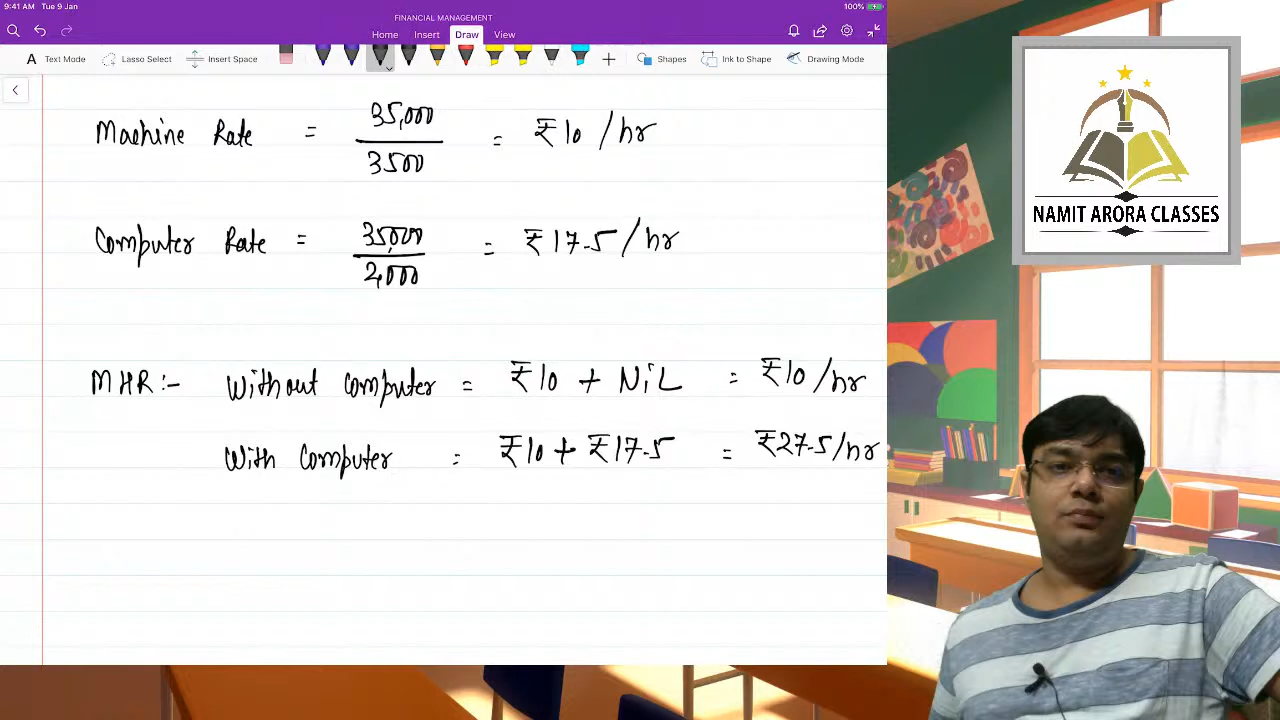 9:41 AM Tue 9 Jan
100%
FINANCIAL MANAGEMENT
Home Insert Draw View
A Text Mode Lasso Select Insert Space Shapes Ink to Shape Drawing Mode
Machine Rate = 35,000 / 3500 = ₹10 /hr
Computer Rate = 35,000 / 2,000 = ₹17.5/hr
MHR:- Without computer = ₹10 + NiL = ₹10/hr
With Computer = ₹10 + ₹17.5 = ₹27.5/hr
NAMIT ARORA CLASSES